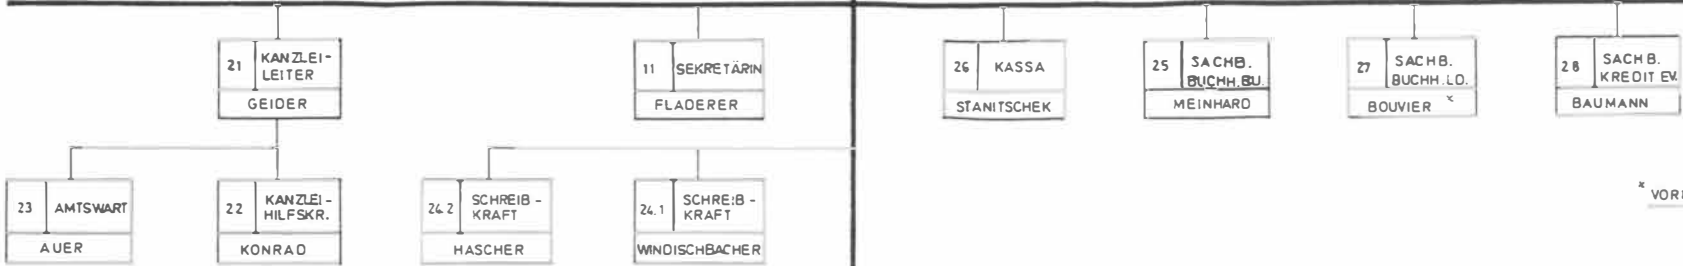 21 KANZLEI-
LEITER
GEIDER
11 SEKRETÄRIN
FLADERER
26 KASSA
STANITSCHEK
25 SACHB.
BUCHH.BU.
MEINHARD
27 SACHB.
BUCHH.LO.
BOUVIER x
28 SACHB.
KREDIT EV.
BAUMANN
23 AMTSWART
AUER
22 KANZLEI-
HILFSKR.
KONRAD
24.2 SCHREIB-
KRAFT
HASCHER
24.1 SCHREIB-
KRAFT
WINDISCHBACHER